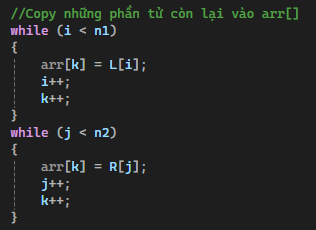 //Copy những phần tử còn lại vào arr[]
while (i < n1)
{
    arr[k] = L[i];
    i++;
    k++;
}
while (j < n2)
{
    arr[k] = R[j];
    j++;
    k++;
}